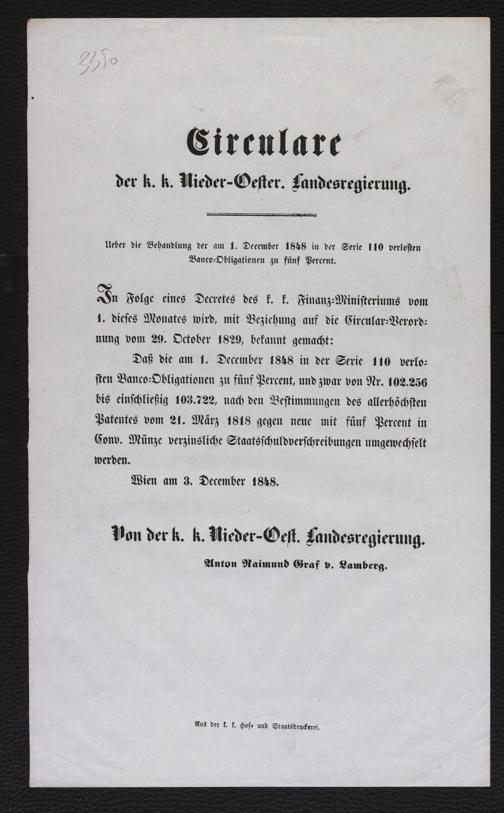 3350
Circulare
der k. k. Nieder-Oester. Landesregierung.
Ueber die Behandlung der am 1. December 1848 in der Serie 110 verlosten
Banco-Obligationen zu fünf Percent.
In Folge eines Decretes des k. k. Finanz-Ministeriums vom
1. dieses Monates wird, mit Beziehung auf die Circular-Verord-
nung vom 29. October 1829, bekannt gemacht:
Daß die am 1. December 1848 in der Serie 110 verlo-
sten Banco-Obligationen zu fünf Percent, und zwar von Nr. 102.256
bis einschließig 103.722, nach den Bestimmungen des allerhöchsten
Patentes vom 21. März 1818 gegen neue mit fünf Percent in
Conv. Münze verzinsliche Staatsschuldverschreibungen umgewechselt
werden.
Wien am 3. December 1848.
Von der k. k. Nieder-Oest. Landesregierung.
Anton Raimund Graf v. Lamberg.
Aus der k. k. Hof- und Staatsdruckerei.